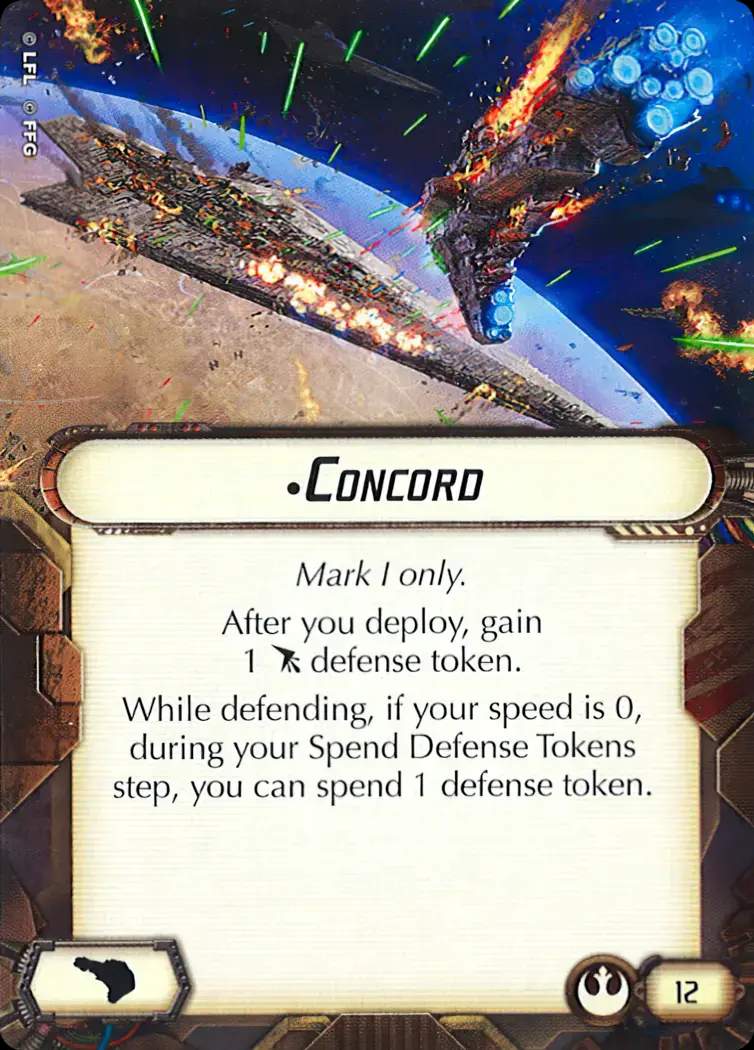 © LFL © FFG
•Concord
Mark I only.
After you deploy, gain
1 defense token.
While defending, if your speed is 0,
during your Spend Defense Tokens
step, you can spend 1 defense token.
12